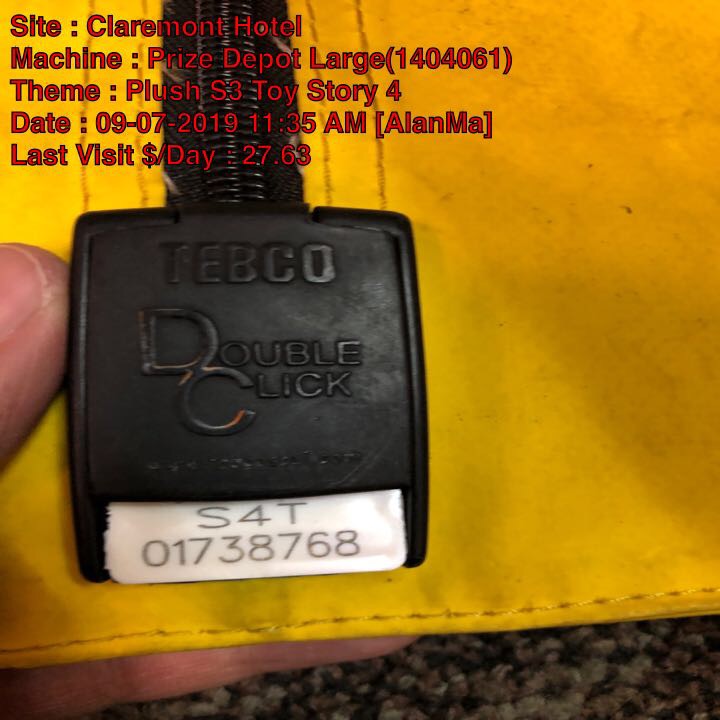 Site : Claremont Hotel
Machine : Prize Depot Large(1404061)
Theme : Plush S3 Toy Story 4
Date : 09-07-2019 11:35 AM [AlanMa]
Last Visit $/Day : 27.63
TEBCO
DOUBLE
CLICK
S4T
01738768